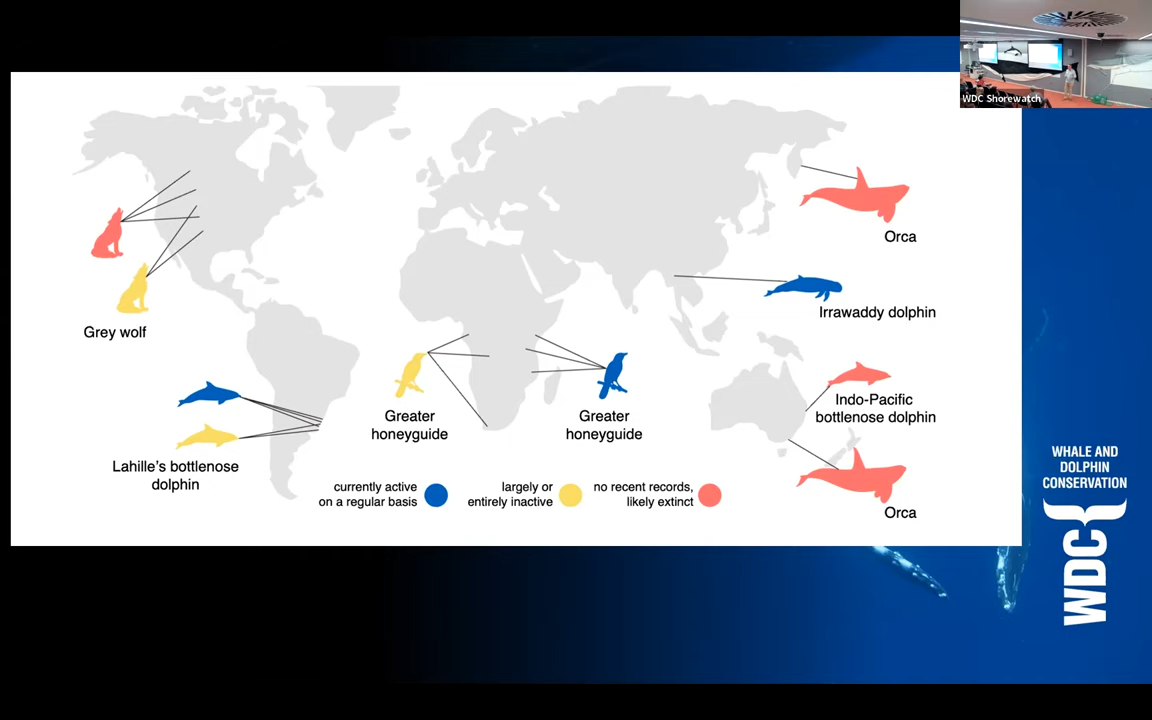 WDC Shorewatch
Orca
Irrawaddy dolphin
Grey wolf
Indo-Pacific
bottlenose dolphin
Greater
honeyguide
Greater
honeyguide
Lahille's bottlenose
dolphin
currently active
on a regular basis
largely or
entirely inactive
no recent records,
likely extinct
Orca
WHALE AND
DOLPHIN
CONSERVATION
WDC